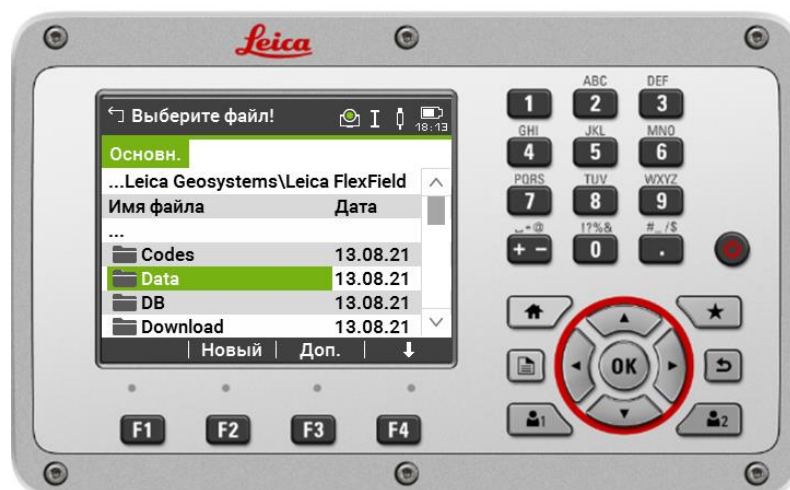 Leica
Выберите файл!
18:13
Основн.
...Leica Geosystems\Leica FlexField
Имя файла Дата
...
Codes 13.08.21
Data 13.08.21
DB 13.08.21
Download 13.08.21
Новый Доп.
F1 F2 F3 F4
ABC DEF
1 2 3
GHI JKL MNO
4 5 6
PQRS TUV WXYZ
7 8 9
!?%& #_/$
+ - 0 .
OK
1 2